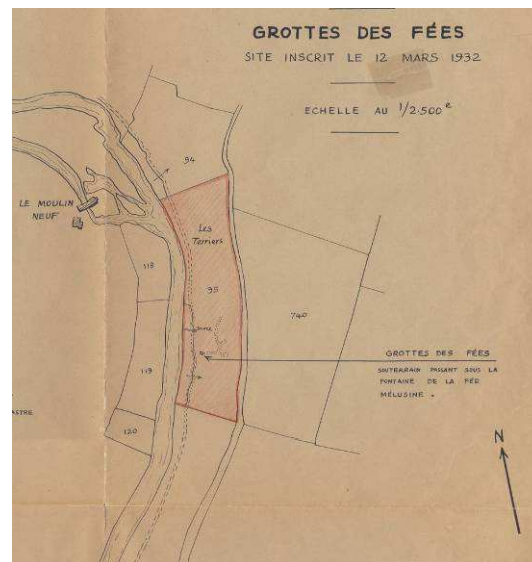 GROTTES DES FÉES
SITE INSCRIT LE 12 MARS 1932
ECHELLE AU 1/2.500e
94
LE MOULIN
NEUF
Les
Terriers
113
95
740
GROTTES DES FÉES
SOUTERRAIN PASSANT SOUS LA
FONTAINE DE LA FÉE
MÉLUSINE.
119
ASTRE
120
N